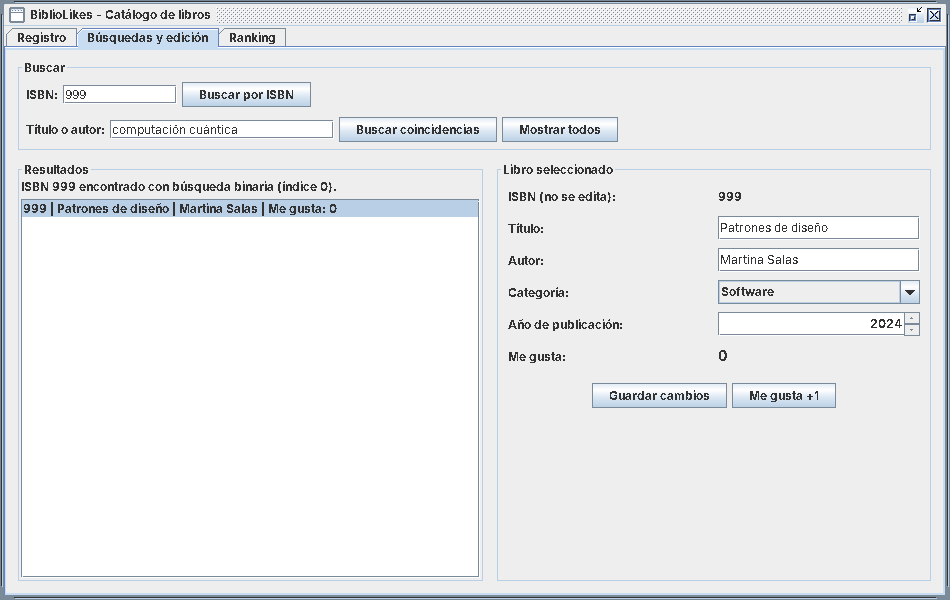 BiblioLikes - Catálogo de libros
Registro Búsquedas y edición Ranking
Buscar
ISBN: 999 Buscar por ISBN
Título o autor: computación cuántica Buscar coincidencias Mostrar todos
Resultados
ISBN 999 encontrado con búsqueda binaria (índice 0).
999 | Patrones de diseño | Martina Salas | Me gusta: 0
Libro seleccionado
ISBN (no se edita): 999
Título: Patrones de diseño
Autor: Martina Salas
Categoría: Software
Año de publicación: 2024
Me gusta: 0
Guardar cambios Me gusta +1